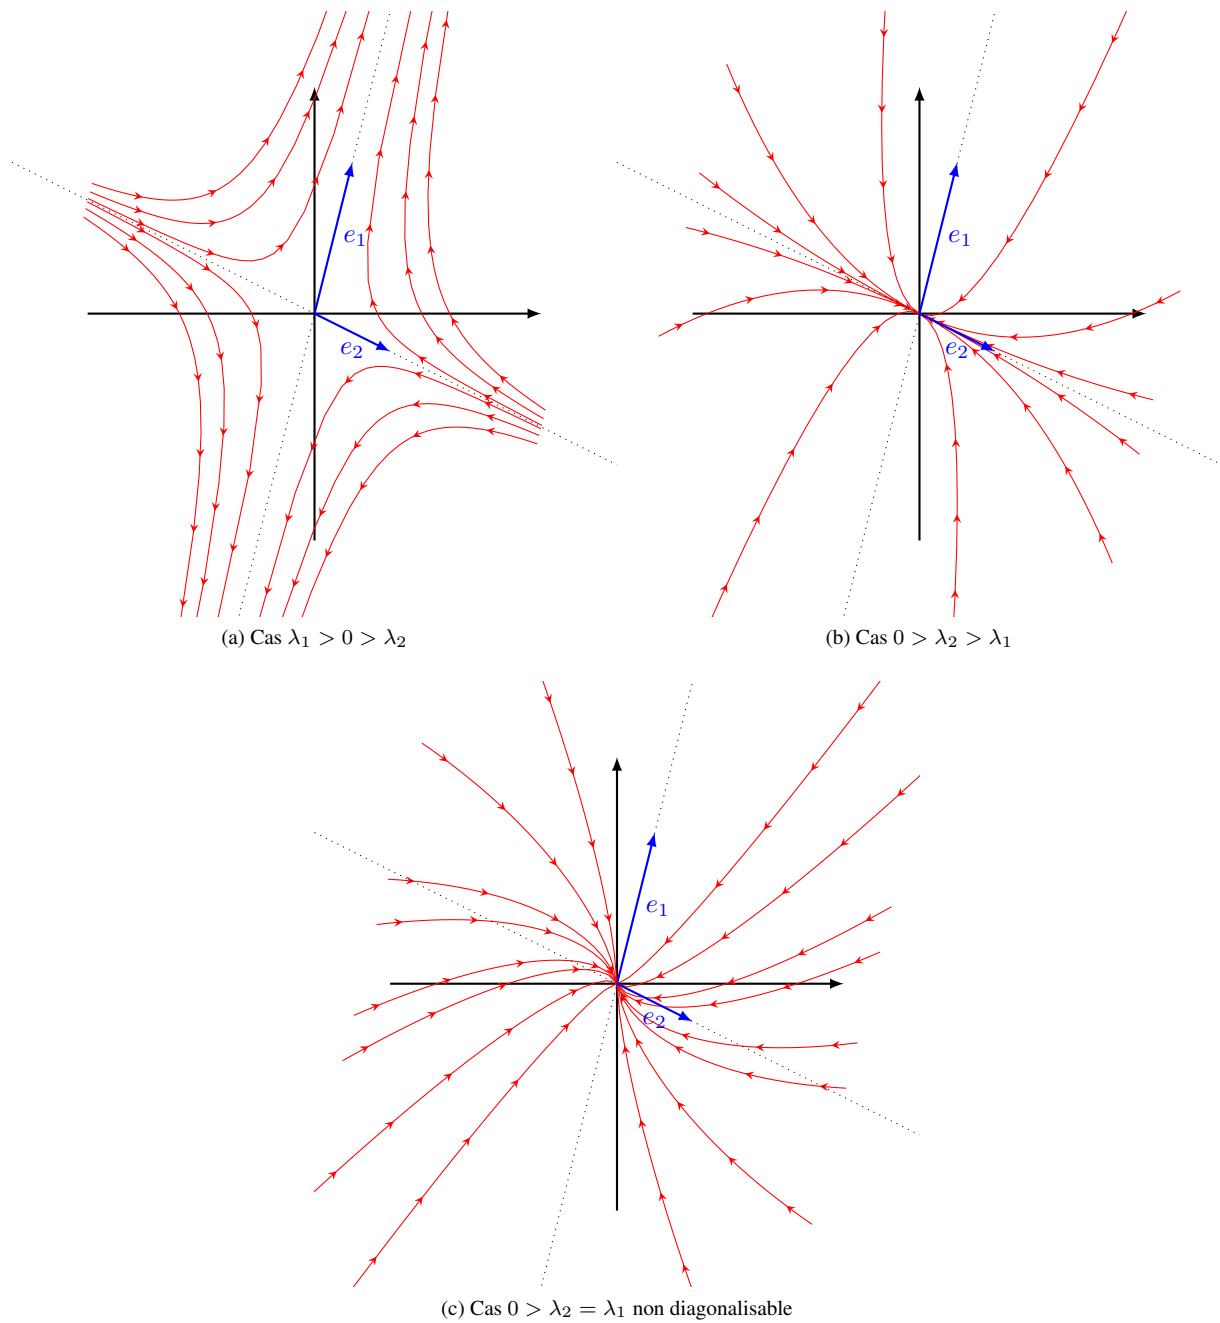 e₁
e₂
(a) Cas λ₁ > 0 > λ₂
e₁
e₂
(b) Cas 0 > λ₂ > λ₁
e₁
e₂
(c) Cas 0 > λ₂ = λ₁ non diagonalisable